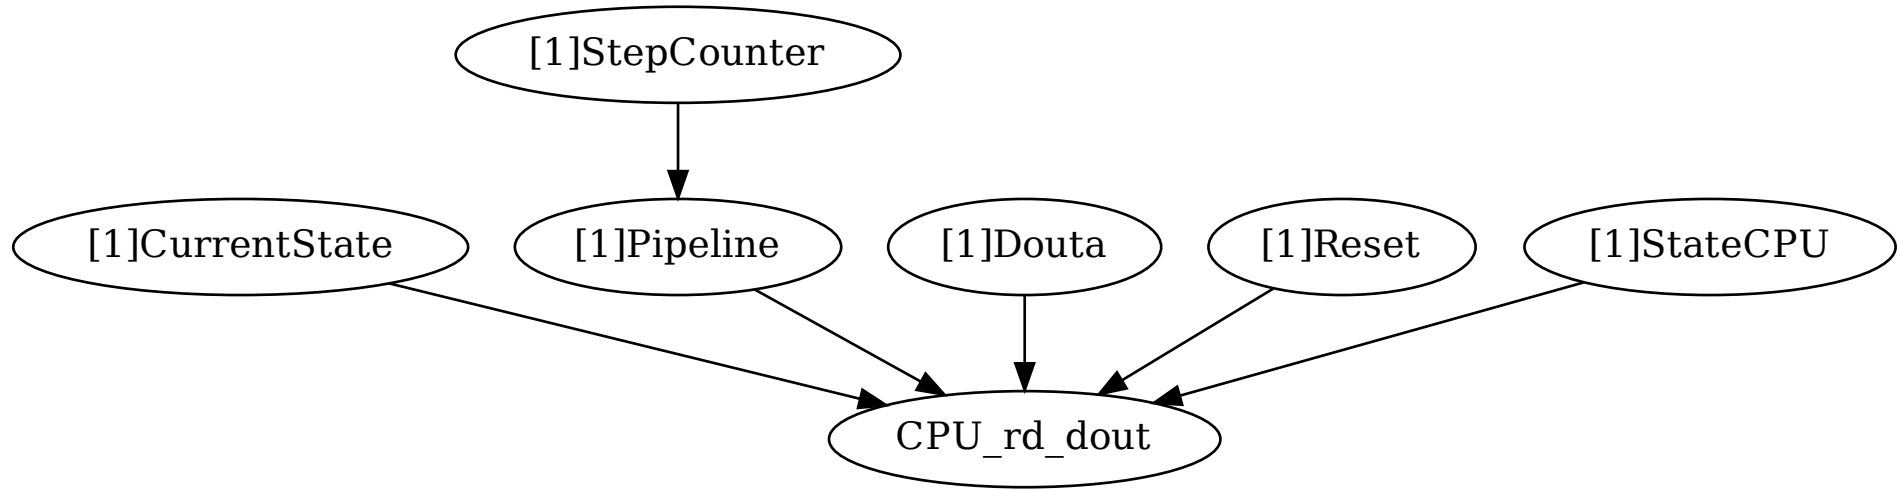 [1]StepCounter
[1]CurrentState
[1]Pipeline
[1]Douta
[1]Reset
[1]StateCPU
CPU_rd_dout